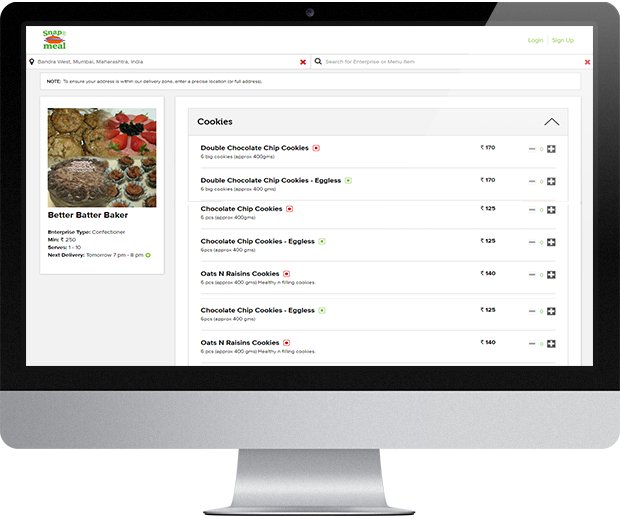 Snap@
meal
Login | Sign Up
Bandra West, Mumbai, Maharashtra, India
Search for Enterprise or Menu Item
NOTE: To ensure your address is within our delivery zone, enter a precise location (or full address).
Better Batter Baker
Enterprise Type: Confectioner
Min: ₹ 250
Serves: 1 - 10
Next Delivery: Tomorrow 7 pm - 8 pm
Cookies
Double Chocolate Chip Cookies ₹ 170 0
6 big cookies (approx 400gms)
Double Chocolate Chip Cookies - Eggless ₹ 170 0
6 big cookies (approx 400 gms)
Chocolate Chip Cookies ₹ 125 0
6 pcs (approx 400gms)
Chocolate Chip Cookies - Eggless ₹ 125 0
6pcs (approx 400 gms)
Oats N Raisins Cookies ₹ 140 0
6 pcs (approx 400 gms) Healthy n filling cookies.
Chocolate Chip Cookies - Eggless ₹ 125 0
6pcs (approx 400 gms)
Oats N Raisins Cookies ₹ 140 0
6 pcs (approx 400 gms) Healthy n filling cookies.